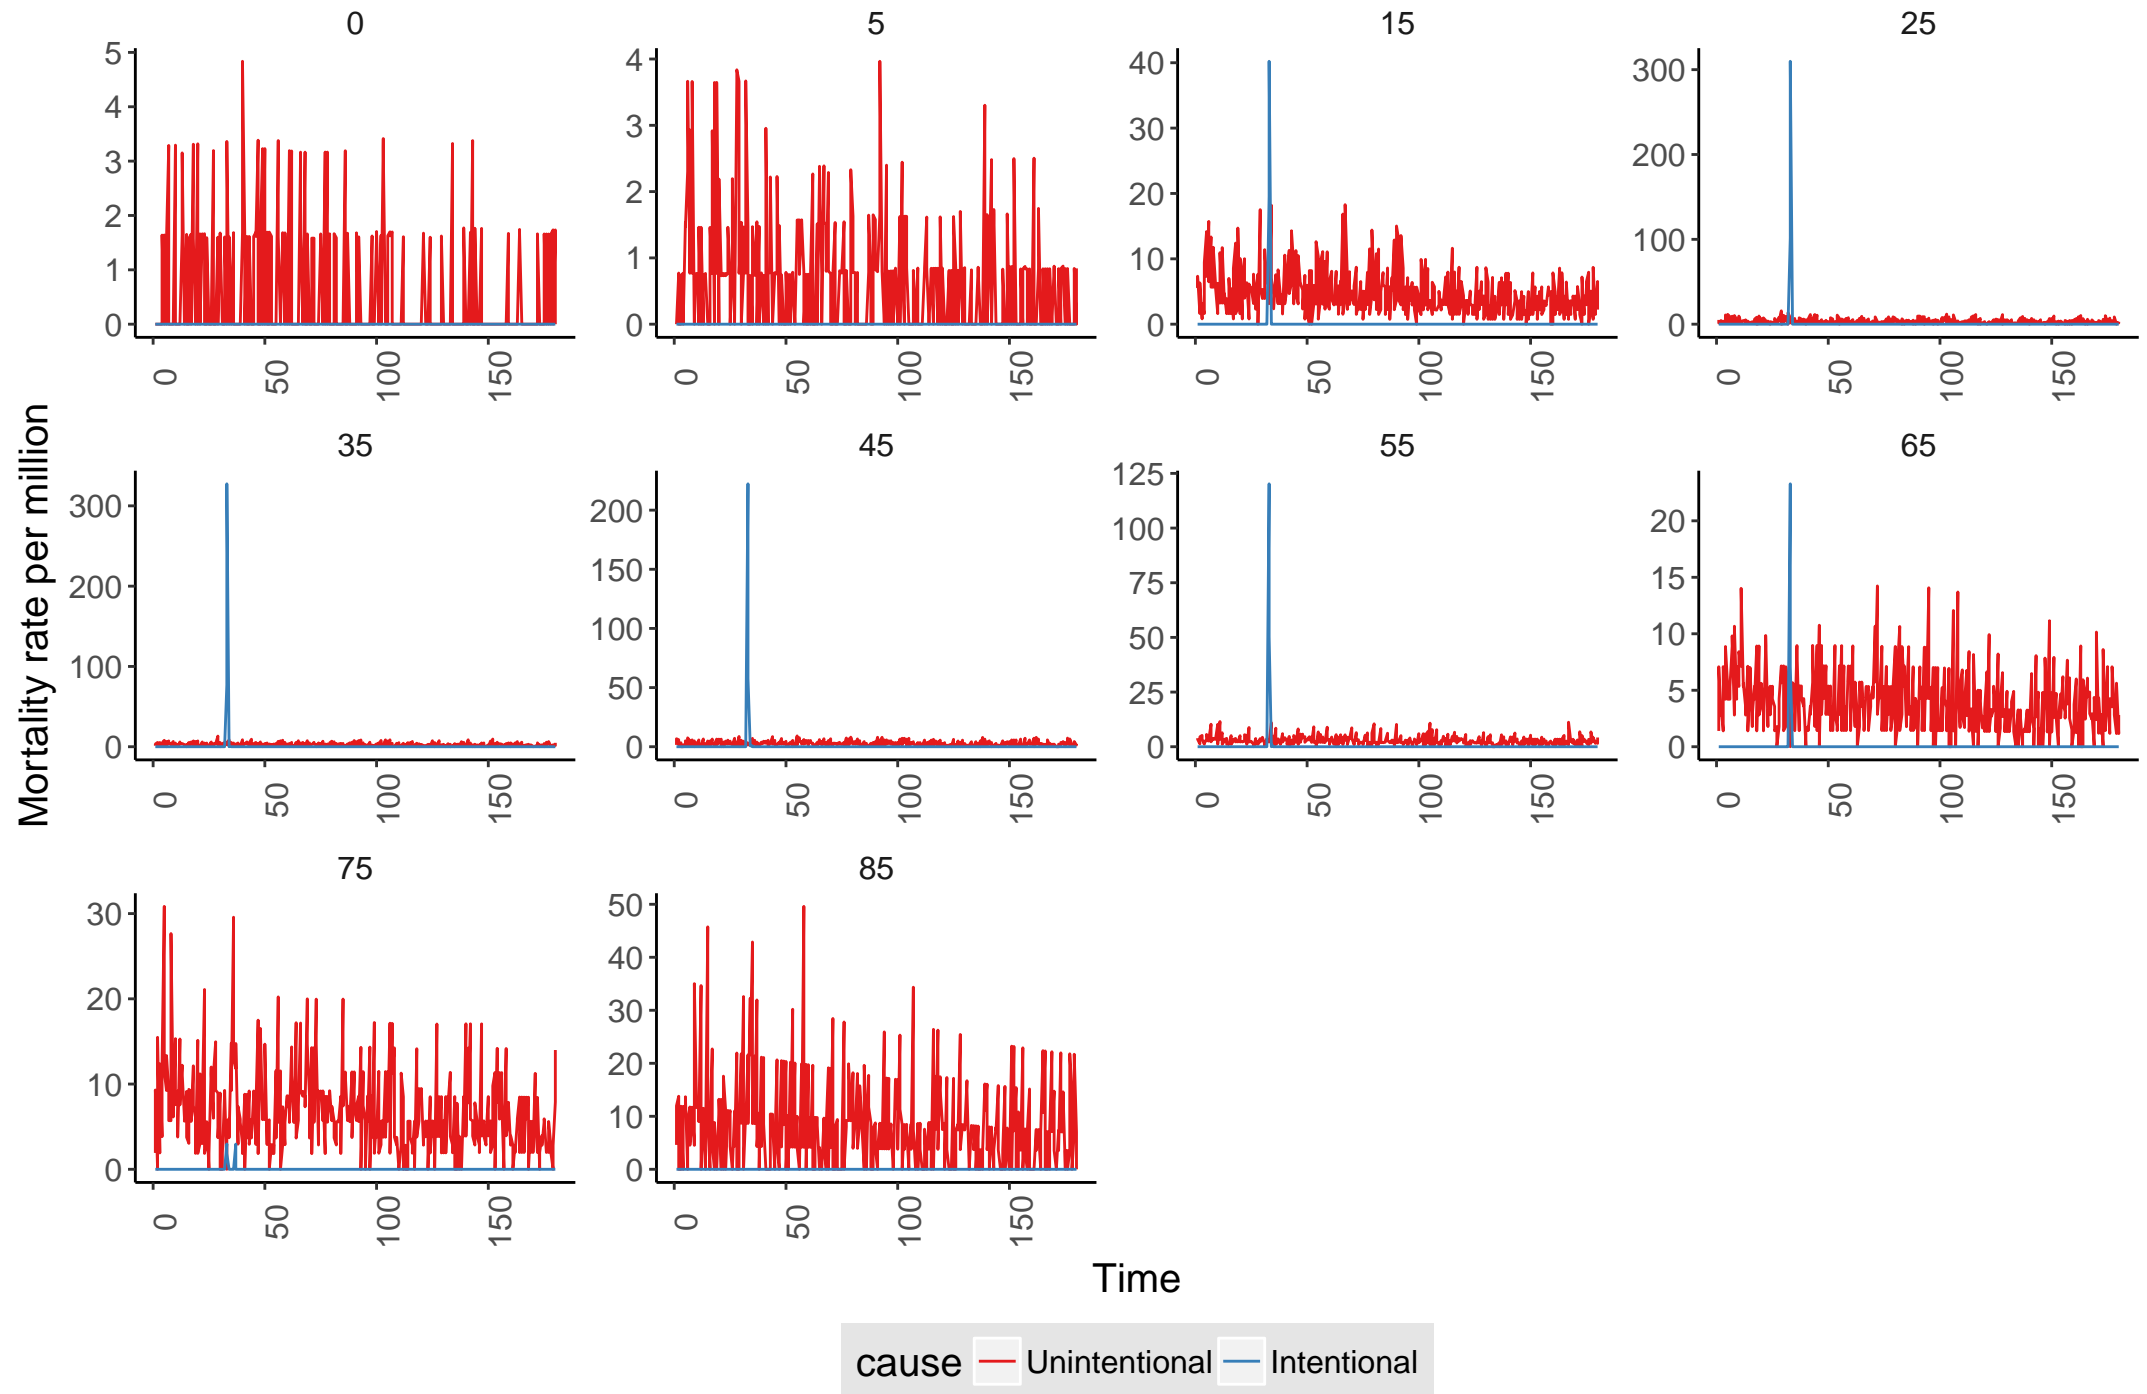 0 5 15 25
5 4 3 2 1 0
4 3 2 1 0
40 30 20 10 0
300 200 100 0
0 50 100 150
0 50 100 150
0 50 100 150
0 50 100 150
Mortality rate per million
35 45 55 65
300 200 100 0
200 150 100 50 0
125 100 75 50 25 0
20 15 10 5 0
0 50 100 150
0 50 100 150
0 50 100 150
0 50 100 150
75 85
30 20 10 0
50 40 30 20 10 0
0 50 100 150
0 50 100 150
Time
cause Unintentional Intentional